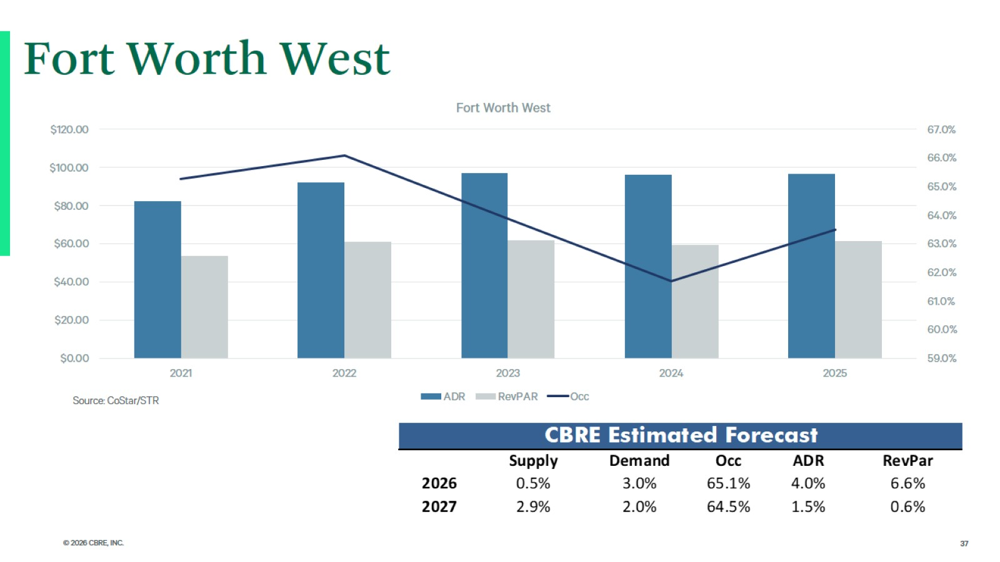 Fort Worth West
Fort Worth West
$120.00
$100.00
$80.00
$60.00
$40.00
$20.00
$0.00
67.0%
66.0%
65.0%
64.0%
63.0%
62.0%
61.0%
60.0%
59.0%
2021 2022 2023 2024 2025
Source: CoStar/STR
ADR RevPAR Occ
CBRE Estimated Forecast
Supply Demand Occ ADR RevPar
2026 0.5% 3.0% 65.1% 4.0% 6.6%
2027 2.9% 2.0% 64.5% 1.5% 0.6%
© 2026 CBRE, INC.
37